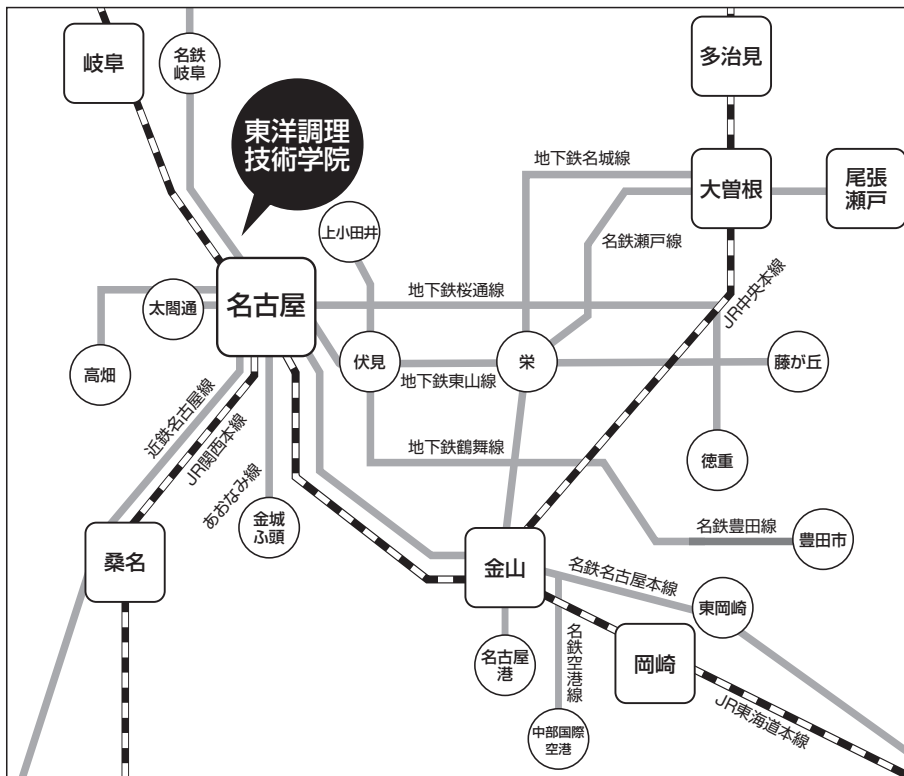 岐阜
名鉄
岐阜
多治見
東洋調理
技術学院
地下鉄名城線
大曽根
尾張
瀬戸
上小田井
名鉄瀬戸線
JR中央本線
名古屋
太閤通
地下鉄桜通線
高畑
伏見
地下鉄東山線
栄
藤が丘
近鉄名古屋線
JR関西本線
あおなみ線
地下鉄鶴舞線
徳重
金城
ふ頭
名鉄豊田線
豊田市
桑名
金山
名鉄名古屋本線
東岡崎
名古屋
港
名鉄空港線
岡崎
中部国際
空港
JR東海道本線